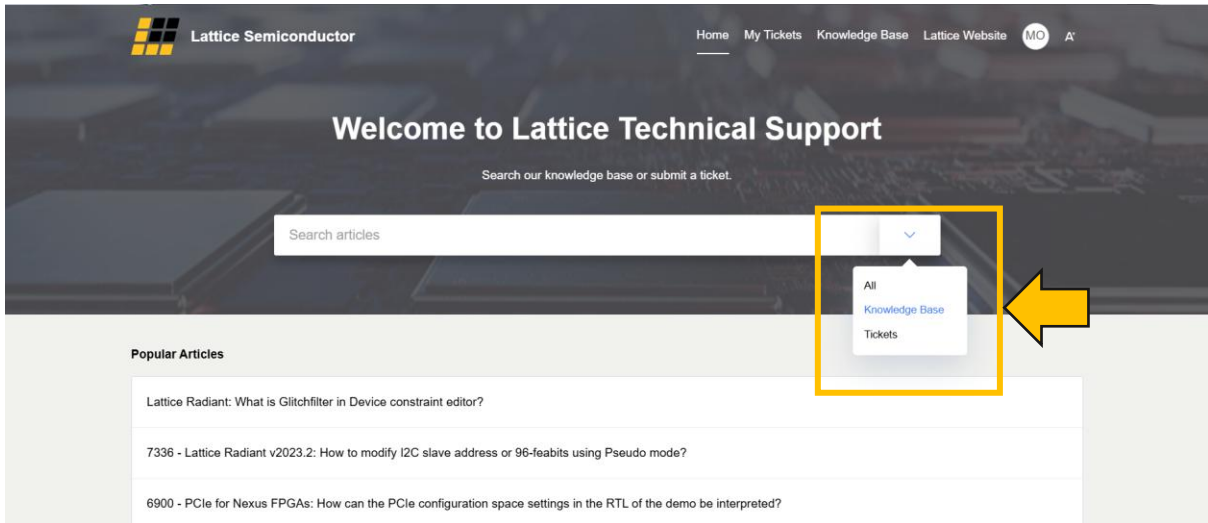 Lattice Semiconductor
Home My Tickets Knowledge Base Lattice Website MO A+
Welcome to Lattice Technical Support
Search our knowledge base or submit a ticket.
Search articles
All
Knowledge Base
Tickets
Popular Articles
Lattice Radiant: What is Glitchfilter in Device constraint editor?
7336 - Lattice Radiant v2023.2: How to modify I2C slave address or 96-feabits using Pseudo mode?
6900 - PCIe for Nexus FPGAs: How can the PCIe configuration space settings in the RTL of the demo be interpreted?